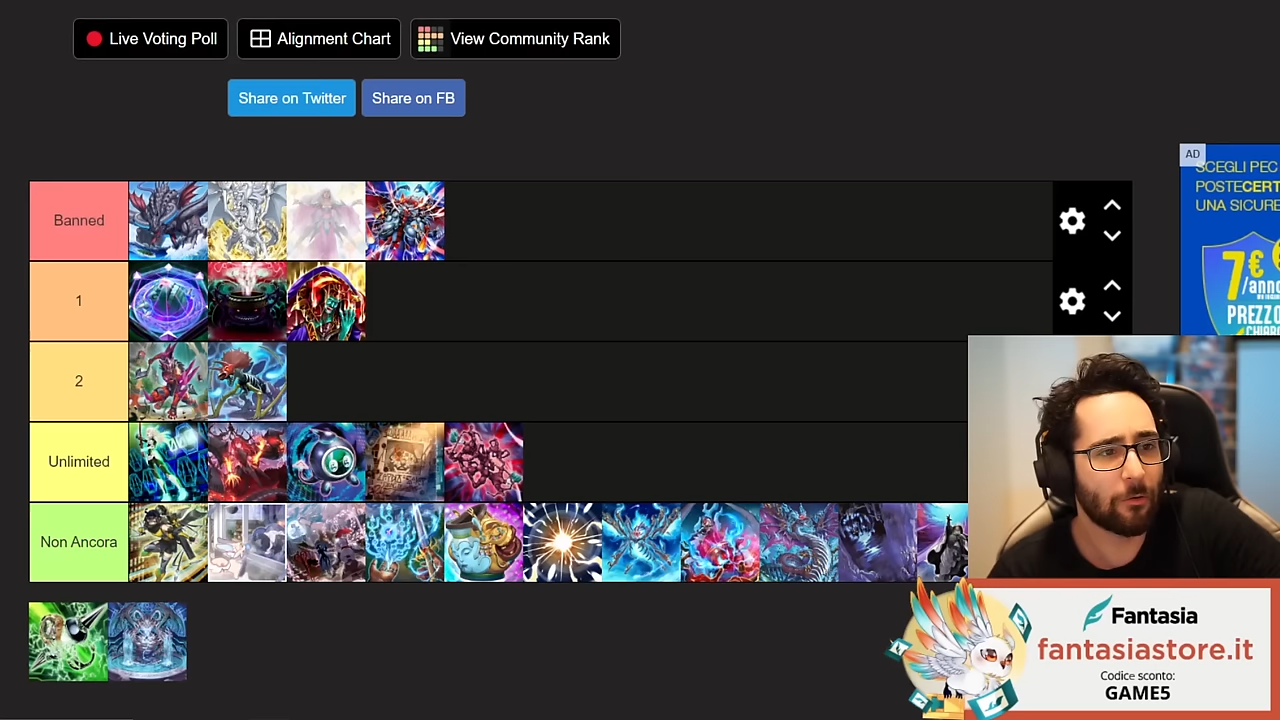 Live Voting Poll
Alignment Chart
View Community Rank
Share on Twitter
Share on FB
AD
SCEGLI PEC
POSTECERT
UNA SICURE
7€
/anno
PREZZO
Banned
1
2
Unlimited
Non Ancora
Fantasia
fantasiastore.it
Codice sconto:
GAME5